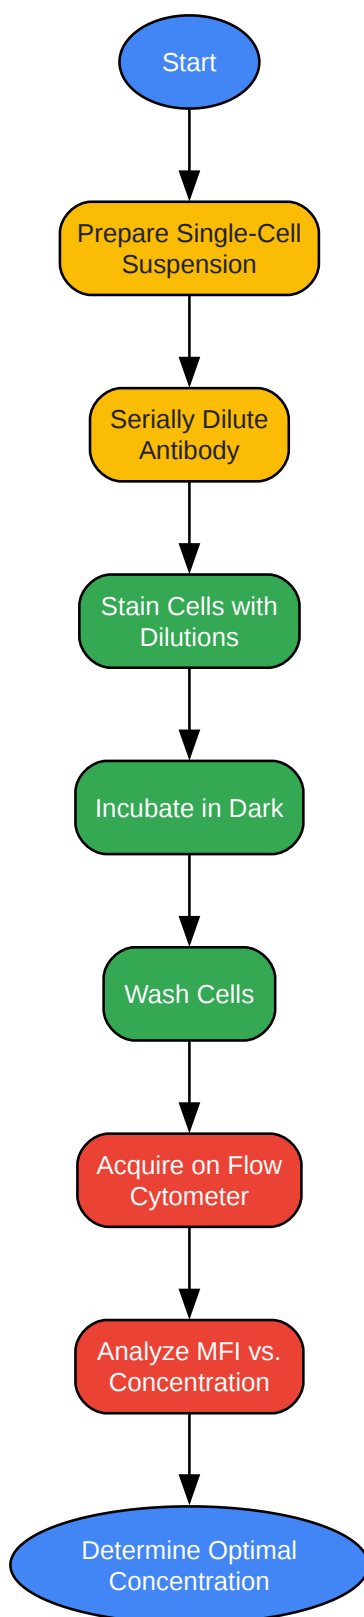 Start
Prepare Single-Cell
Suspension
Serially Dilute
Antibody
Stain Cells with
Dilutions
Incubate in Dark
Wash Cells
Acquire on Flow
Cytometer
Analyze MFI vs.
Concentration
Determine Optimal
Concentration